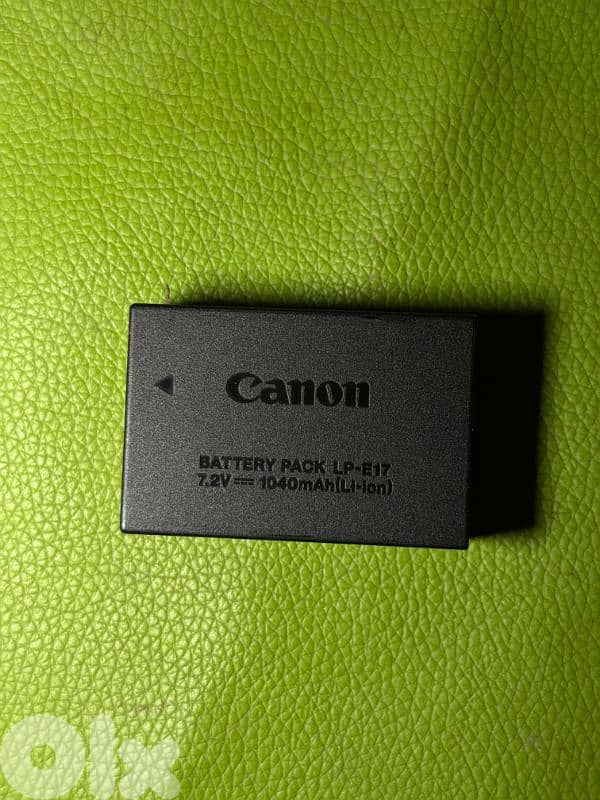 Canon
BATTERY PACK LP-E17
7.2V⎓1040mAh(Li-ion)
Olx